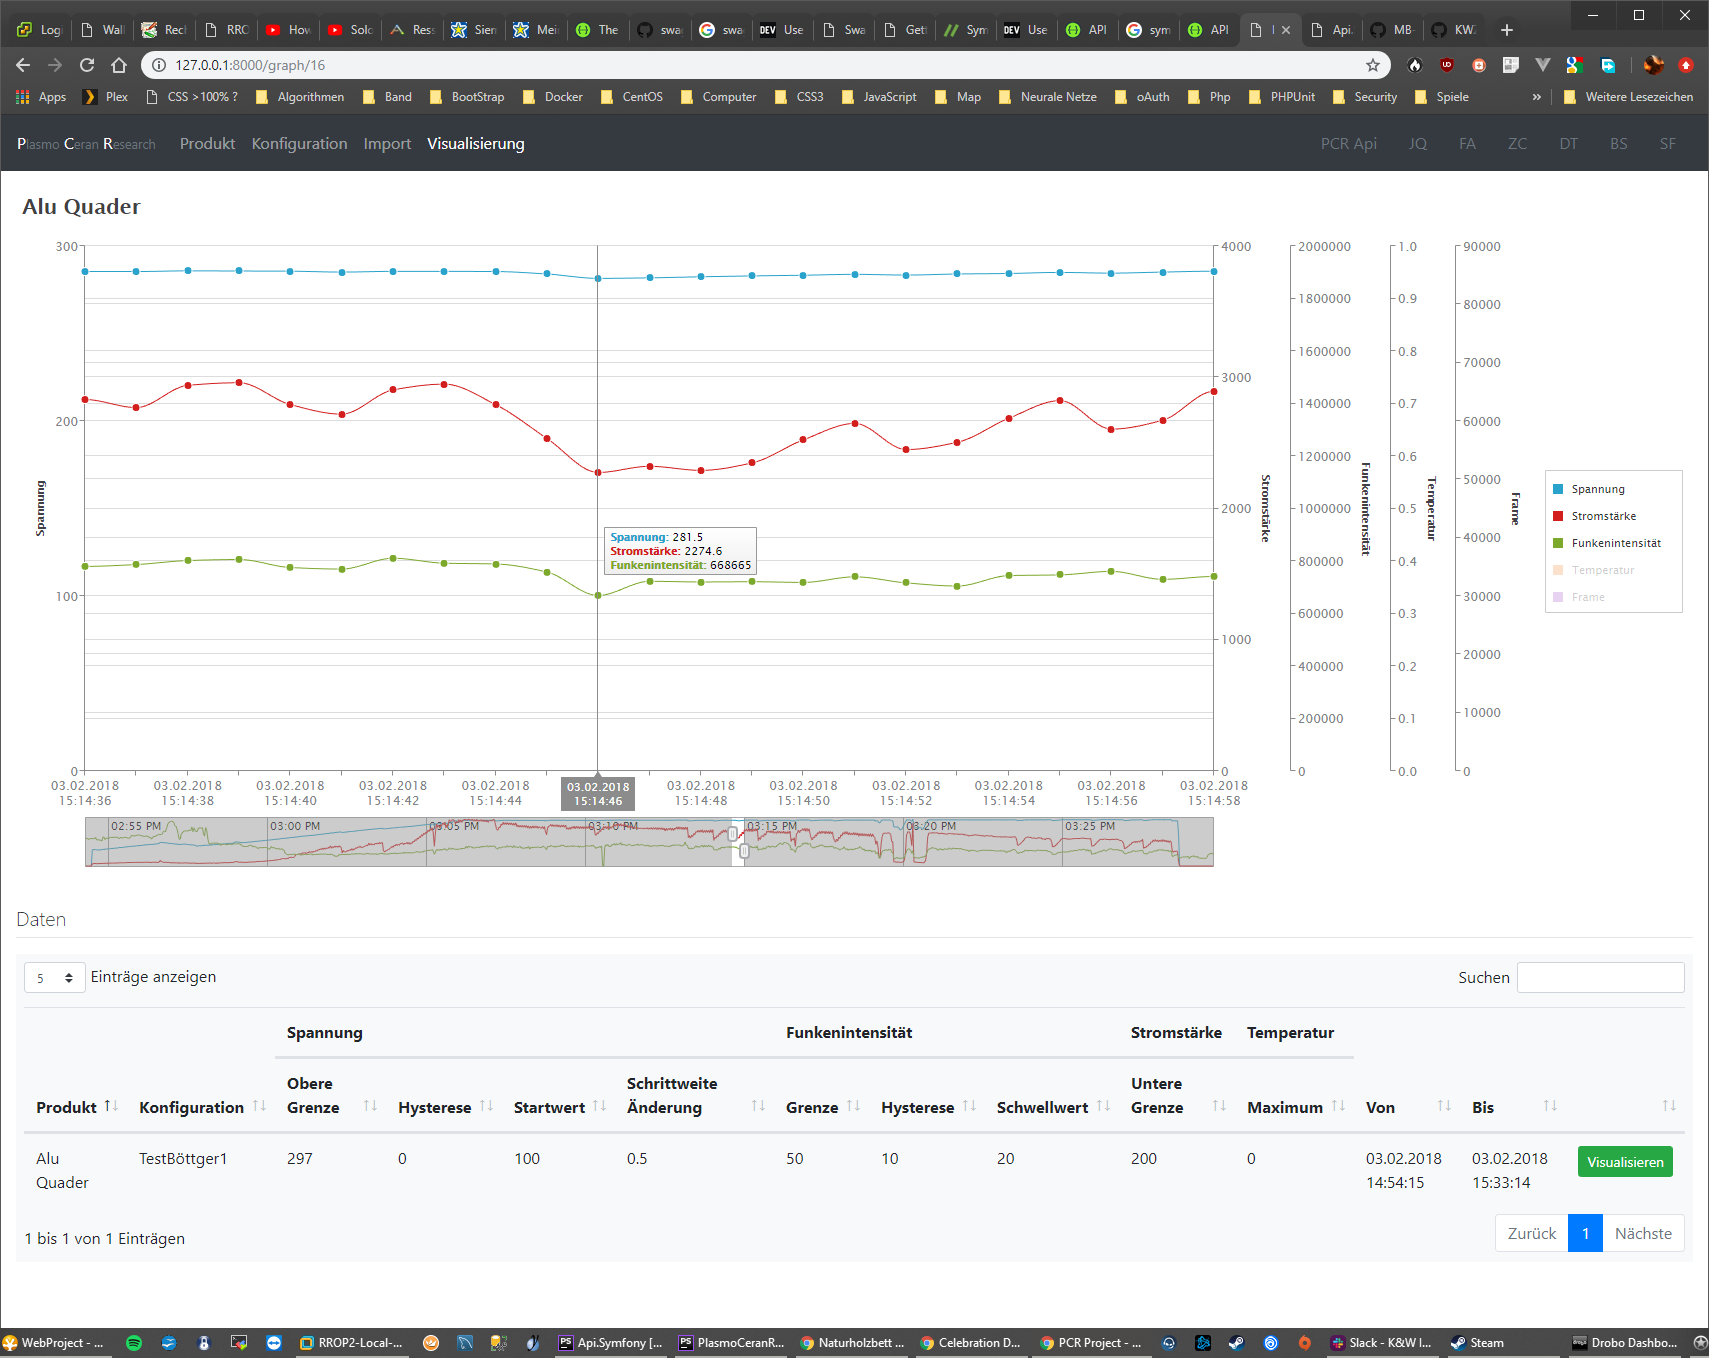 Logi Wall Rech RRO How Solo Ress Sien Mei The swa swa Use Swa Gett Sym Use API sym API I Api. MB- KW
127.0.0.1:8000/graph/16
Apps Plex CSS >100% ? Algorithmen Band BootStrap Docker CentOS Computer CSS3 JavaScript Map Neurale Netze oAuth Php PHPUnit Security Spiele » Weitere Lesezeichen
Plasmo Ceran Research Produkt Konfiguration Import Visualisierung PCR Api JQ FA ZC DT BS SF
Alu Quader
300
200
100
0
Spannung
4000
3000
2000
1000
0
Stromstärke
2000000
1800000
1600000
1400000
1200000
1000000
800000
600000
400000
200000
0
Funkenintensität
1.0
0.9
0.8
0.7
0.6
0.5
0.4
0.3
0.2
0.1
0.0
Temperatur
90000
80000
70000
60000
50000
40000
30000
20000
10000
0
Frame
Spannung
Stromstärke
Funkenintensität
Temperatur
Frame
Spannung: 281.5
Stromstärke: 2274.6
Funkenintensität: 668665
03.02.2018 03.02.2018 03.02.2018 03.02.2018 03.02.2018 03.02.2018 03.02.2018 03.02.2018 03.02.2018 03.02.2018 03.02.2018 03.02.2018
15:14:36 15:14:38 15:14:40 15:14:42 15:14:44 15:14:46 15:14:48 15:14:50 15:14:52 15:14:54 15:14:56 15:14:58
02:55 PM 03:00 PM 03:05 PM 03:10 PM 03:15 PM 03:20 PM 03:25 PM
Daten
5 Einträge anzeigen Suchen
Spannung Funkenintensität Stromstärke Temperatur
Produkt Konfiguration Obere Grenze Hysterese Startwert Schrittweite Änderung Grenze Hysterese Schwellwert Untere Grenze Maximum Von Bis
Alu Quader TestBöttger1 297 0 100 0.5 50 10 20 200 0 03.02.2018 14:54:15 03.02.2018 15:33:14 Visualisieren
1 bis 1 von 1 Einträgen Zurück 1 Nächste
WebProject - ... RROP2-Local-... Api.Symfony [... PlasmoCeranR... Naturholzbett ... Celebration D... PCR Project - ... Slack - K&W I... Steam Drobo Dashbo...